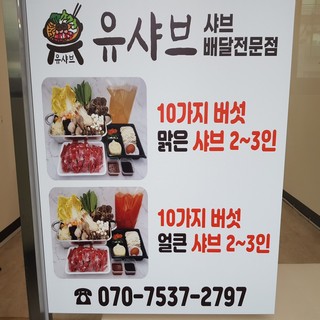 유샤브
유샤브
샤브
배달전문점
10가지 버섯
맑은 샤브 2~3인
10가지 버섯
얼큰 샤브 2~3인
☎ 070-7537-2797